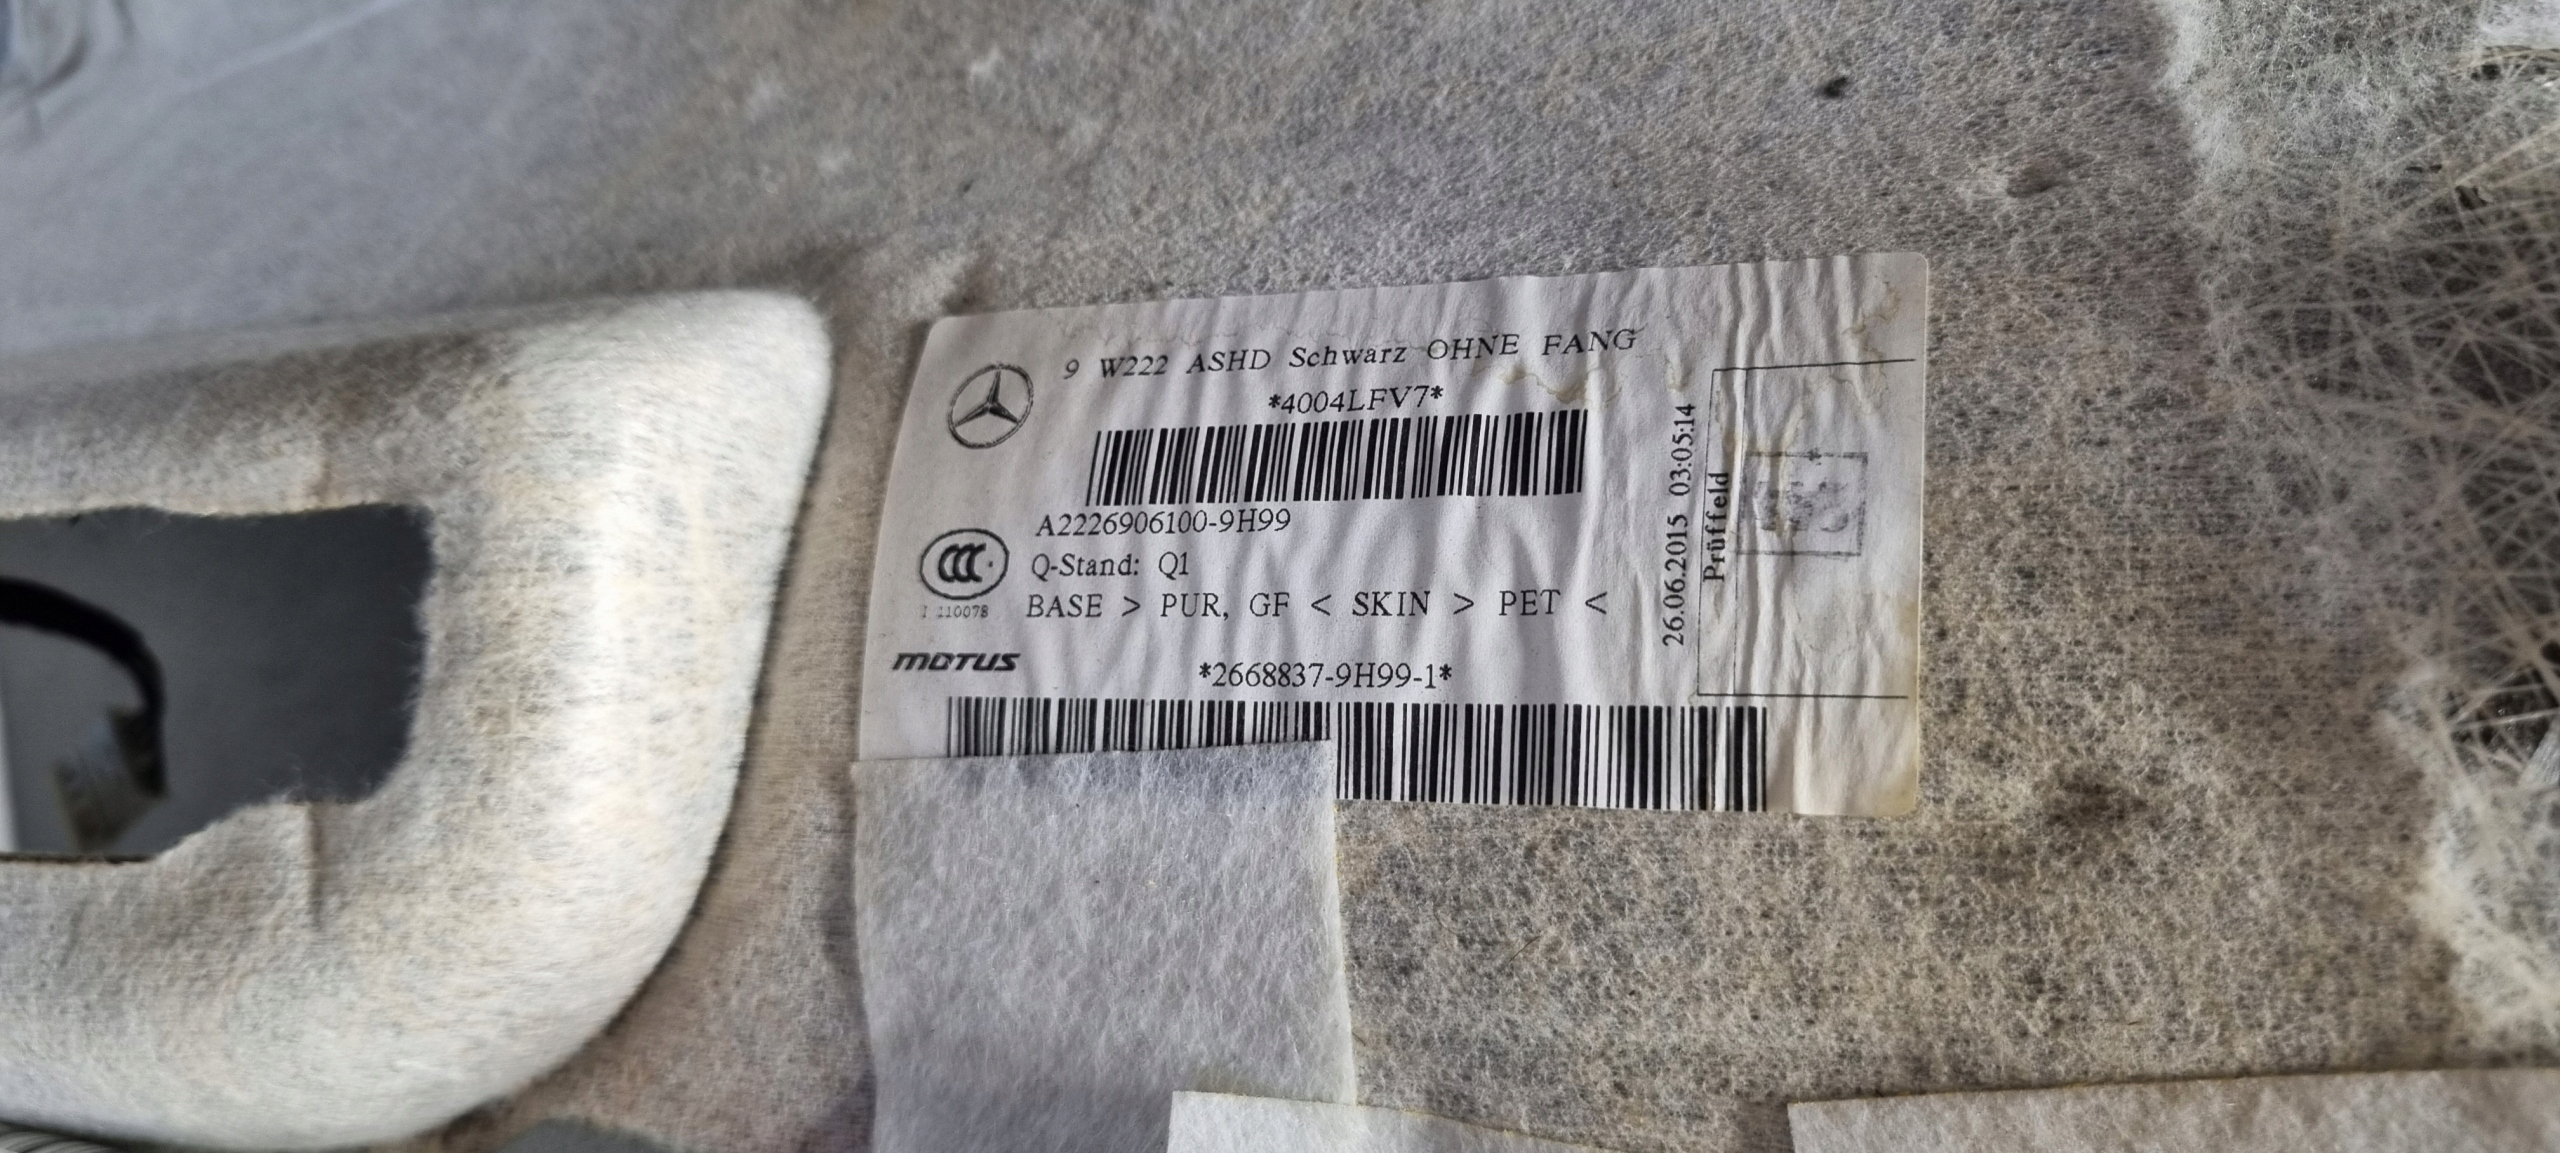 9 W222 ASHD Schwarz OHNE FANG
*4004LFV7*
A2226906100-9H99
Q-Stand: Q1
BASE > PUR, GF < SKIN > PET <
110078
MOTUS
*2668837-9H99-1*
26.06.2015 03:05:14
Prüffeld